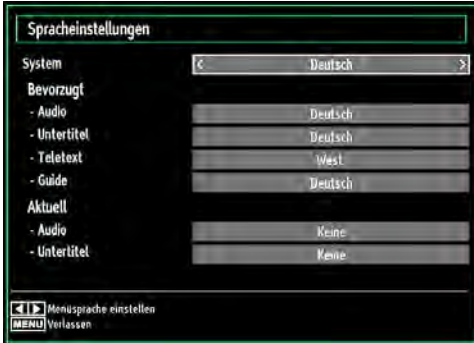 Spracheinstellungen
System < Deutsch >
Bevorzugt
- Audio Deutsch
- Untertitel Deutsch
- Teletext West
- Guide Deutsch
Aktuell
- Audio Keine
- Untertitel Keine
Menüsprache einstellen
MENU Verlassen